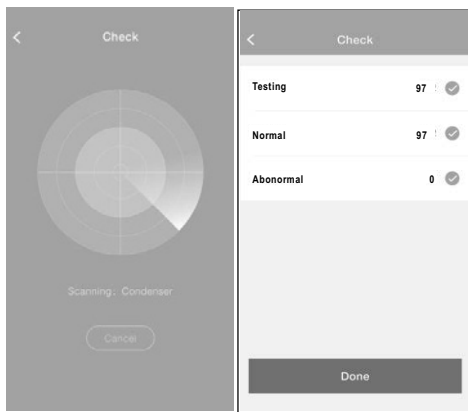 Check
Scanning: Condenser
Cancel
Check
Testing 97
Normal 97
Abonormal 0
Done